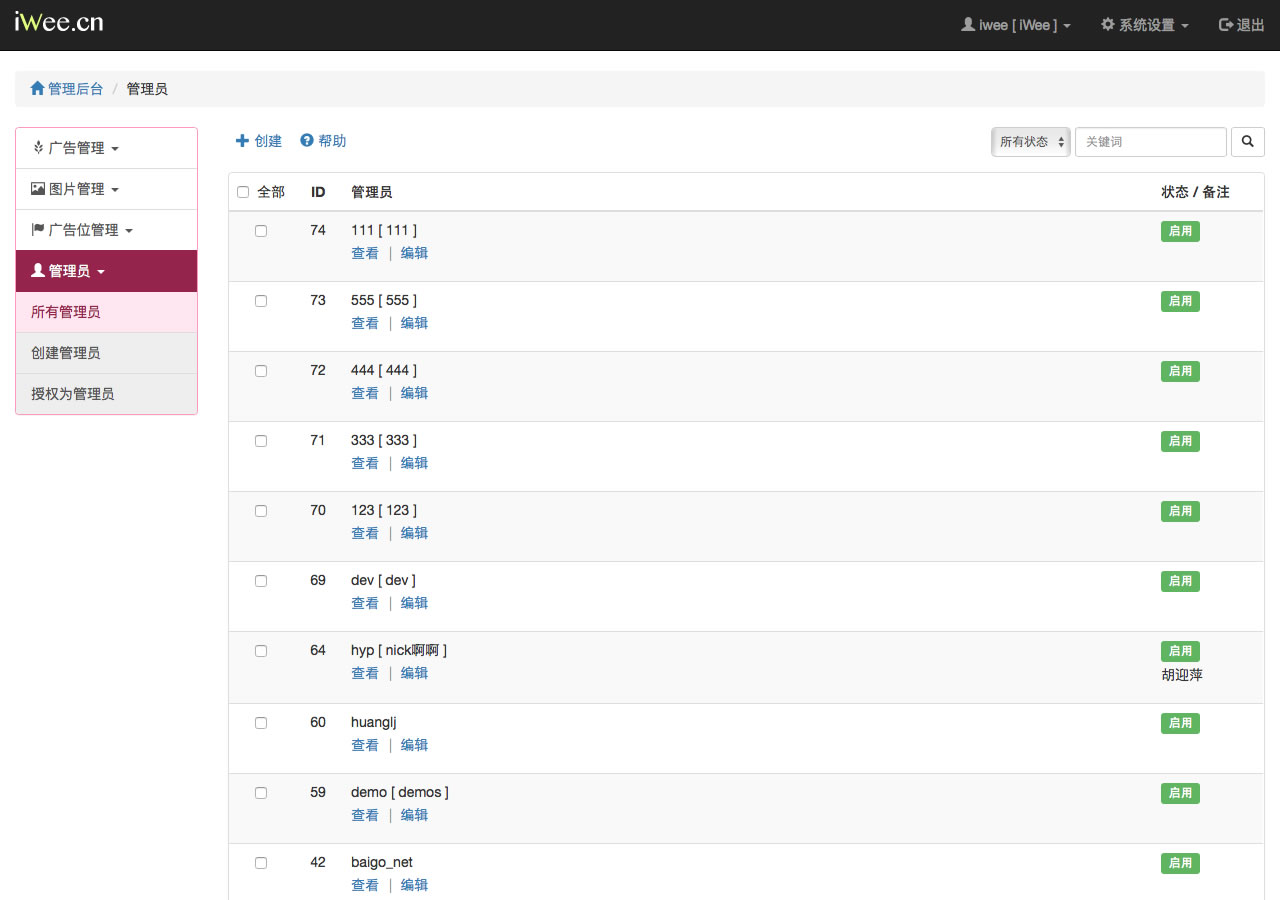 iWee.cn
iwee [ iWee ] 系统设置 退出
管理后台 / 管理员
广告管理
图片管理
广告位管理
管理员
所有管理员
创建管理员
授权为管理员
创建 帮助 所有状态 关键词
全部 ID 管理员 状态 / 备注
74 111 [ 111 ] 启用
查看 | 编辑
73 555 [ 555 ] 启用
查看 | 编辑
72 444 [ 444 ] 启用
查看 | 编辑
71 333 [ 333 ] 启用
查看 | 编辑
70 123 [ 123 ] 启用
查看 | 编辑
69 dev [ dev ] 启用
查看 | 编辑
64 hyp [ nick啊啊 ] 启用
查看 | 编辑 胡迎萍
60 huanglj 启用
查看 | 编辑
59 demo [ demos ] 启用
查看 | 编辑
42 baigo_net 启用
查看 | 编辑